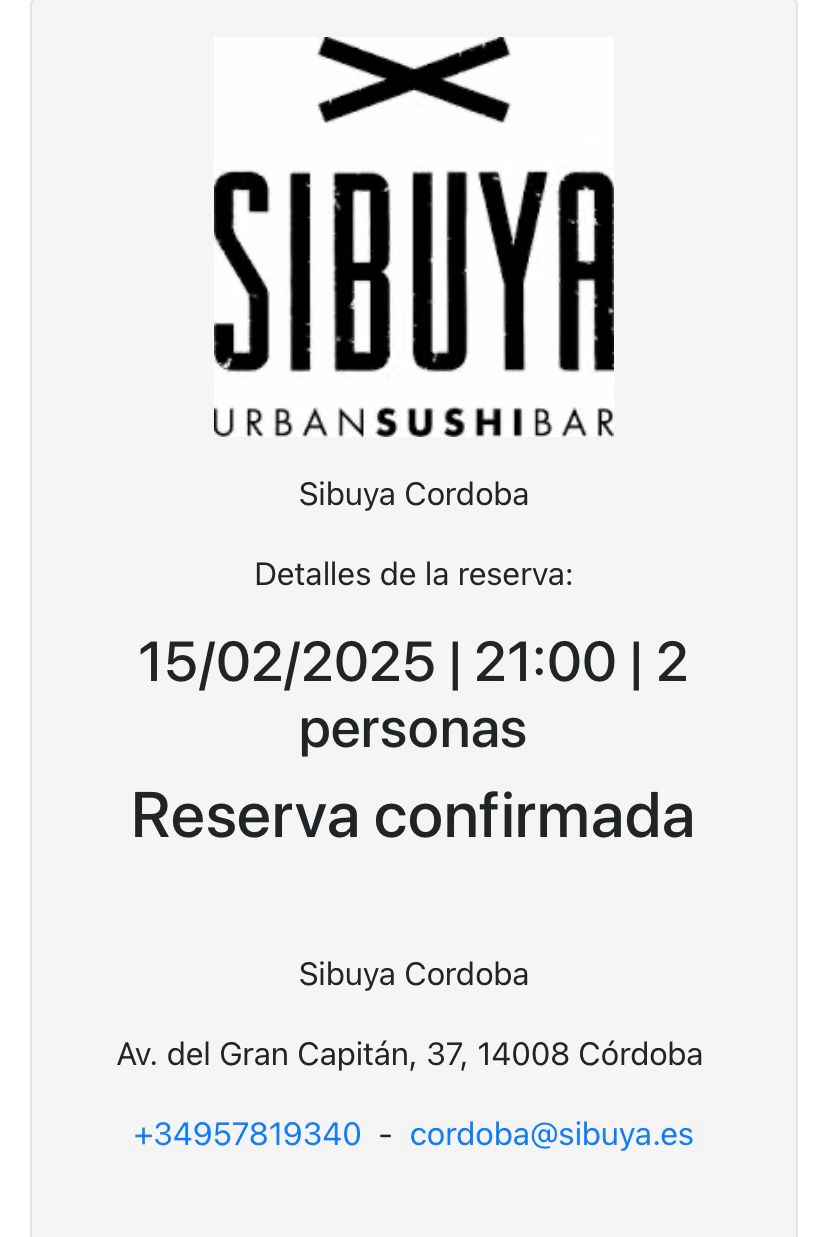 SIBUYA
URBANSUSHIBAR
Sibuya Cordoba
Detalles de la reserva:
15/02/2025 | 21:00 | 2
personas
Reserva confirmada
Sibuya Cordoba
Av. del Gran Capitán, 37, 14008 Córdoba
+34957819340 - cordoba@sibuya.es